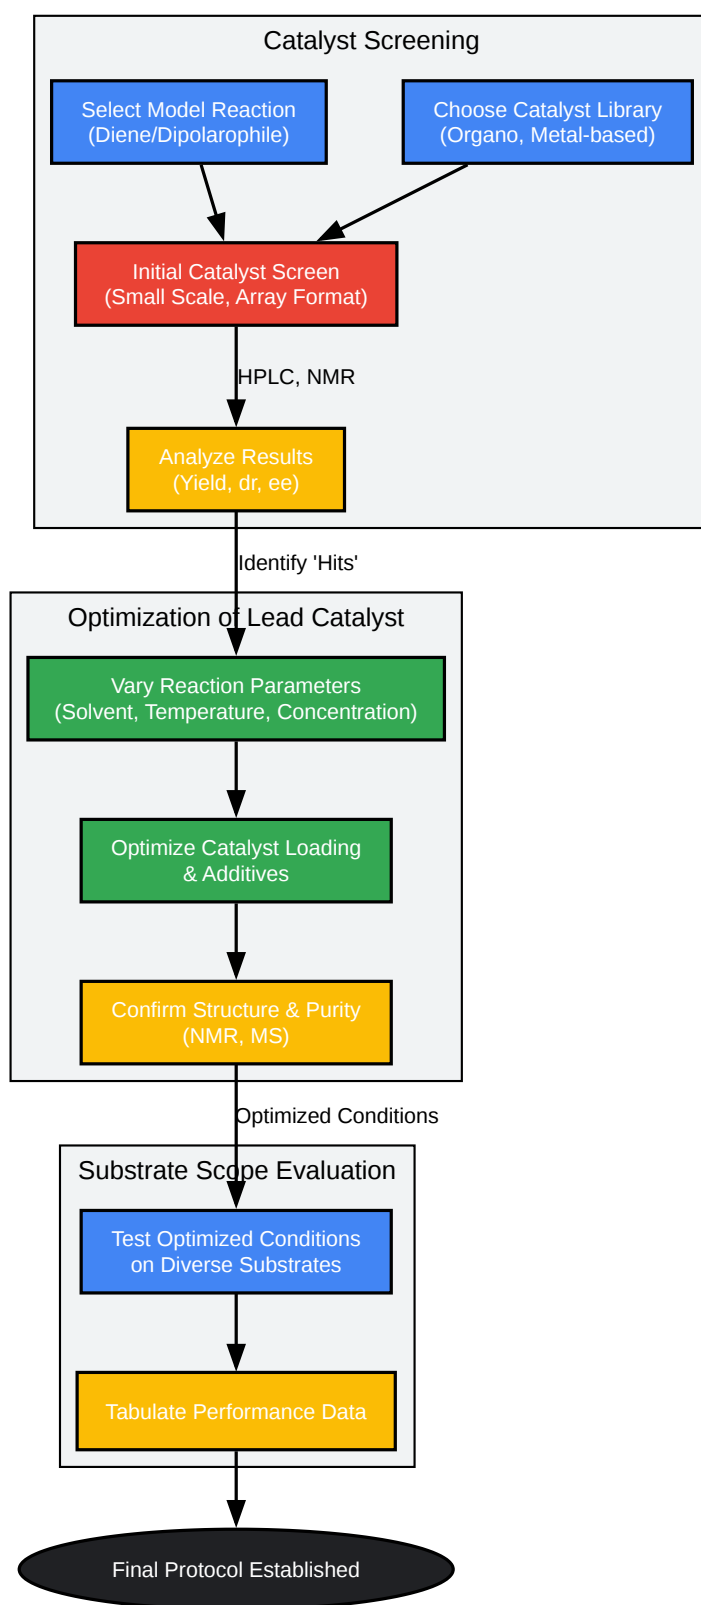 Catalyst Screening
Select Model Reaction
(Diene/Dipolarophile)
Choose Catalyst Library
(Organo, Metal-based)
Initial Catalyst Screen
(Small Scale, Array Format)
HPLC, NMR
Analyze Results
(Yield, dr, ee)
Identify 'Hits'
Optimization of Lead Catalyst
Vary Reaction Parameters
(Solvent, Temperature, Concentration)
Optimize Catalyst Loading
& Additives
Confirm Structure & Purity
(NMR, MS)
Optimized Conditions
Substrate Scope Evaluation
Test Optimized Conditions
on Diverse Substrates
Tabulate Performance Data
Final Protocol Established